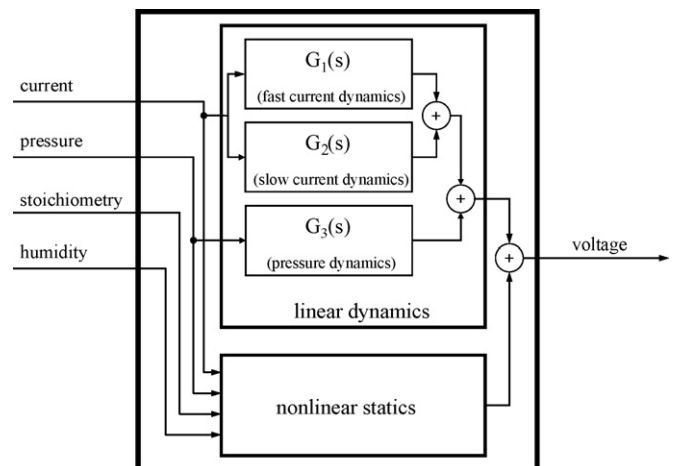 current
pressure
stoichiometry
humidity
G₁(s)
(fast current dynamics)
G₂(s)
(slow current dynamics)
G₃(s)
(pressure dynamics)
linear dynamics
nonlinear statics
+
+
+
voltage